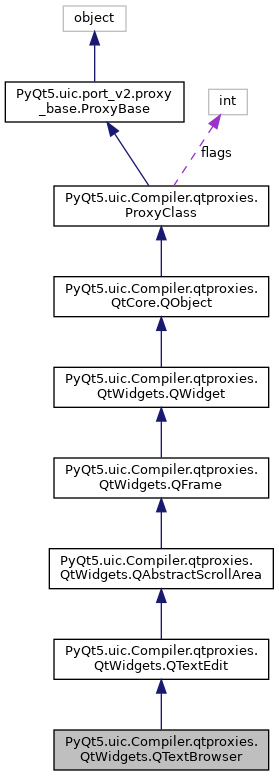 object
PyQt5.uic.port_v2.proxy
_base.ProxyBase
int
flags
PyQt5.uic.Compiler.qtproxies.
ProxyClass
PyQt5.uic.Compiler.qtproxies.
QtCore.QObject
PyQt5.uic.Compiler.qtproxies.
QtWidgets.QWidget
PyQt5.uic.Compiler.qtproxies.
QtWidgets.QFrame
PyQt5.uic.Compiler.qtproxies.
QtWidgets.QAbstractScrollArea
PyQt5.uic.Compiler.qtproxies.
QtWidgets.QTextEdit
PyQt5.uic.Compiler.qtproxies.
QtWidgets.QTextBrowser